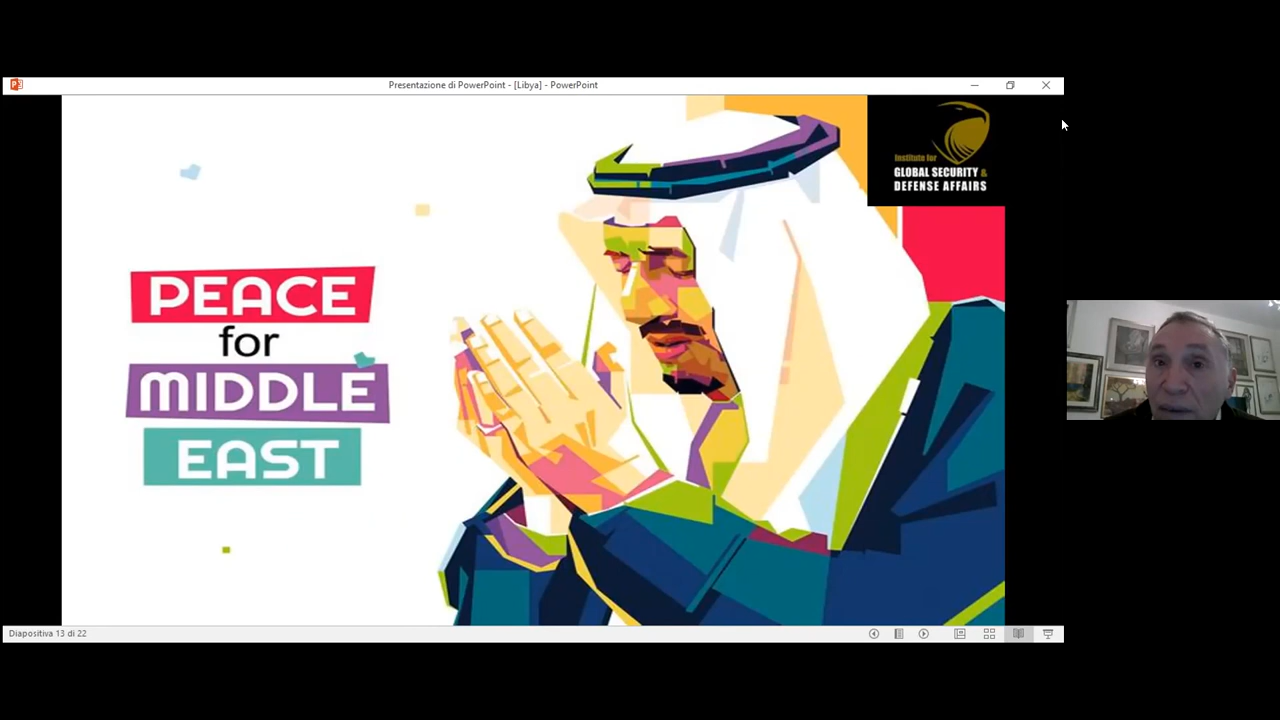 Presentazione di PowerPoint - [Libya] - PowerPoint
Institute for
GLOBAL SECURITY &
DEFENSE AFFAIRS
PEACE
for
MIDDLE
EAST
Diapositiva 13 di 22